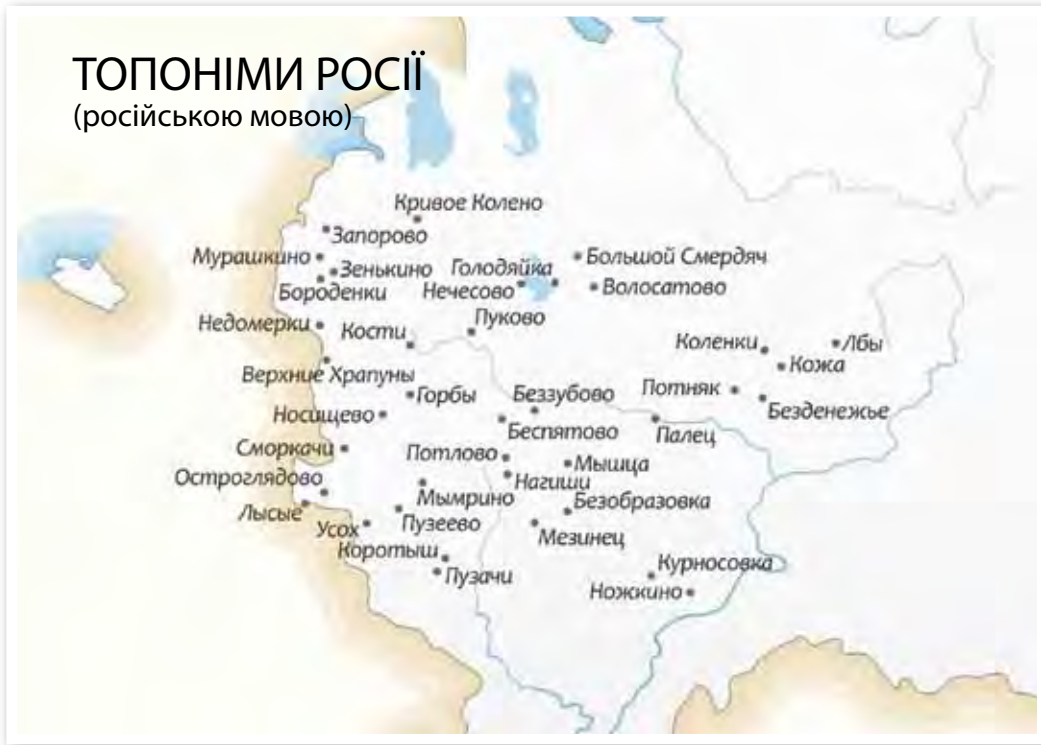 ТОПОНІМИ РОСІЇ
(російською мовою)
Кривое Колено
Запорово
Мурашкино
Зенькино
Бороденки
Голодяйка
Нечесово
Большой Смердяч
Волосатово
Недомерки
Кости
Пуково
Коленки
Лбы
Кожа
Верхние Храпуны
Горбы
Беззубово
Потняк
Безденежье
Носищево
Беспятово
Палец
Сморкачи
Потлово
Мышца
Остроглядово
Нагиши
Мымрино
Безобразовка
Лысые
Усох
Пузеево
Мезинец
Коротыш
Пузачи
Курносовка
Ножкино